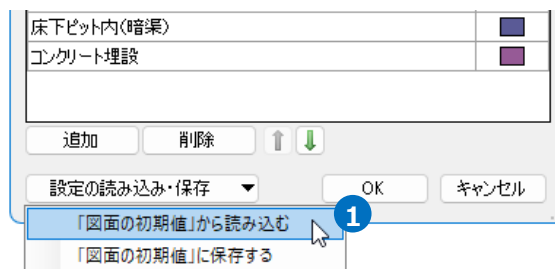 床下ピット内(暗渠)
コンクリート埋設
追加 削除
設定の読み込み・保存 OK キャンセル
「図面の初期値」から読み込む 1
「図面の初期値」に保存する